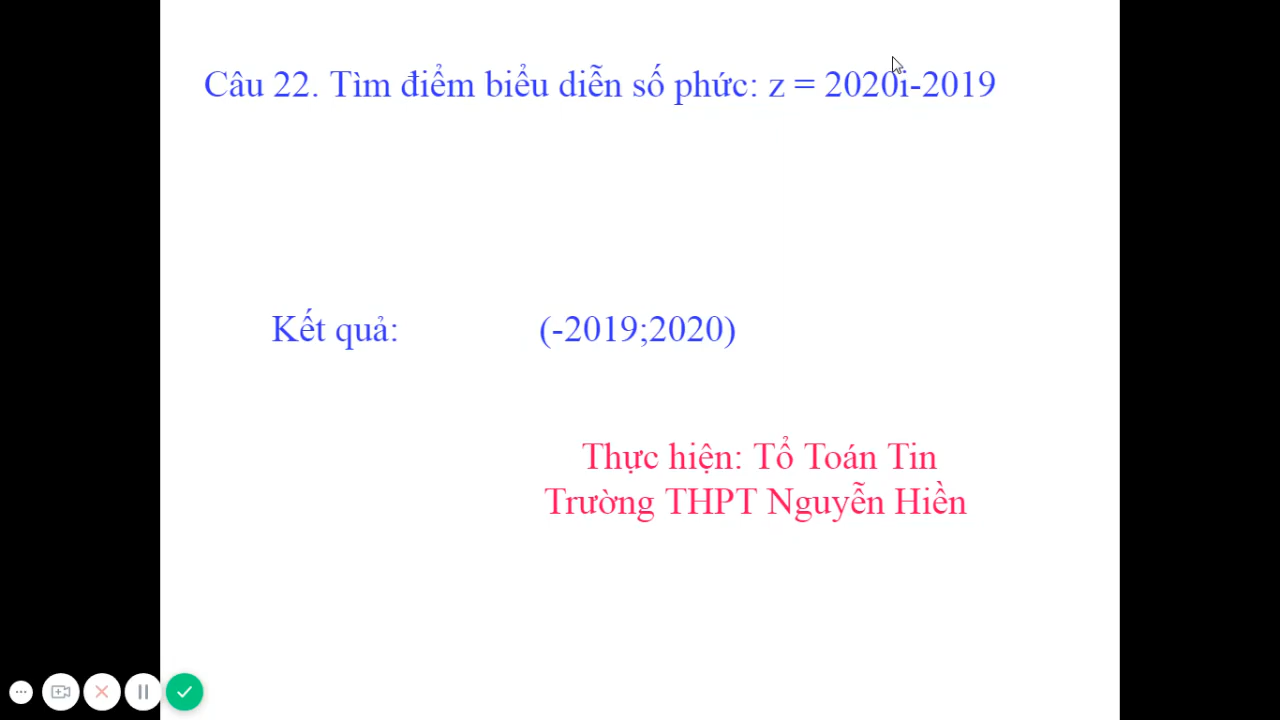 Câu 22. Tìm điểm biểu diễn số phức: z = 2020i-2019
Kết quả: (-2019;2020)
Thực hiện: Tổ Toán Tin
Trường THPT Nguyễn Hiền